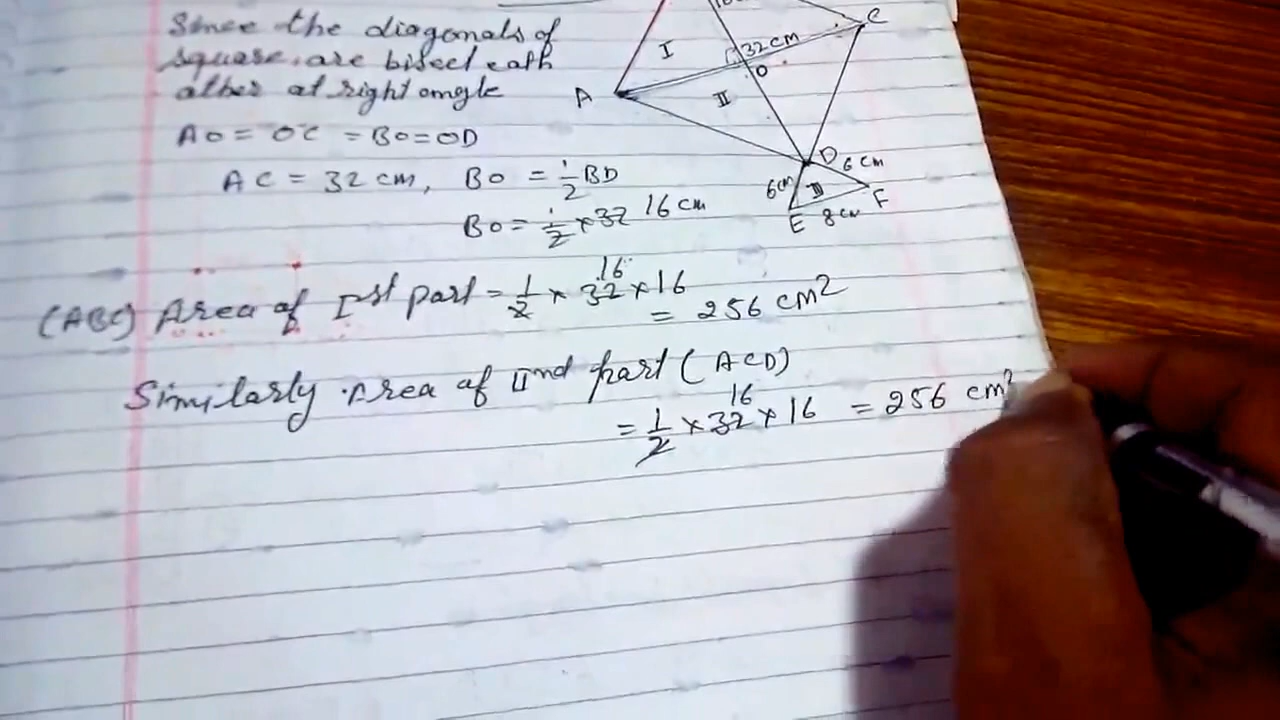 Since the diagonals of
square are bisect eath
other at right angle
AO = OC = BO = OD
AC = 32 cm, BO = 1/2 BD
BO = 1/2 × 32 16 cm
(ABC) Area of Ist part = 1/2 × 32 × 16
16
= 256 cm²
Similarly Area of IInd part (ACD)
16
= 1/2 × 32 × 16 = 256 cm²
C
32 cm
I
O
A
II
D 6 cm
6 cm
F
E 8 cm